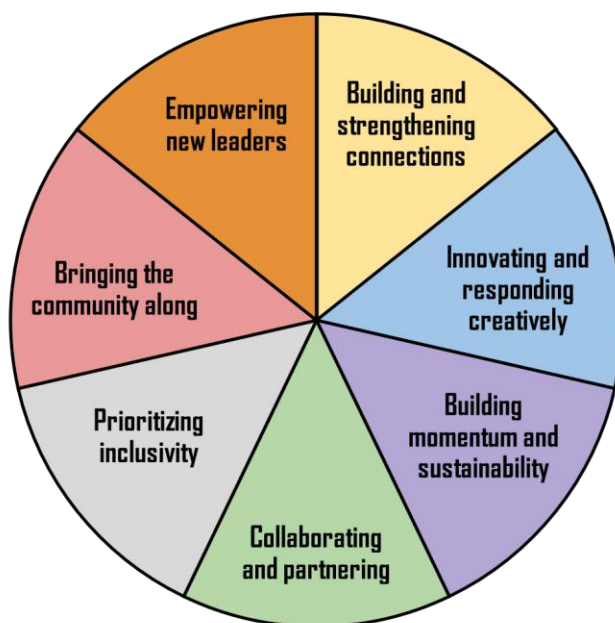 Building and
strengthening
connections
Innovating and
responding
creatively
Building
momentum and
sustainability
Collaborating
and partnering
Prioritizing
inclusivity
Bringing the
community along
Empowering
new leaders